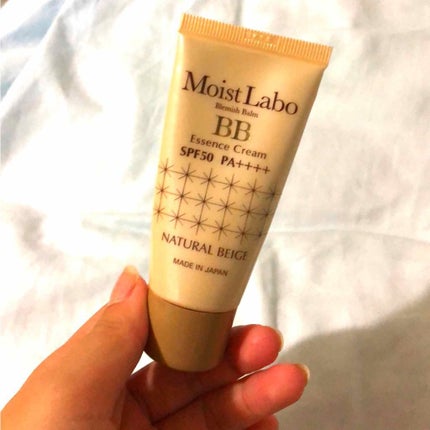 Moist Labo
Blemish Balm
BB
Essence Cream
SPF50 PA++++
NATURAL BEIGE
MADE IN JAPAN